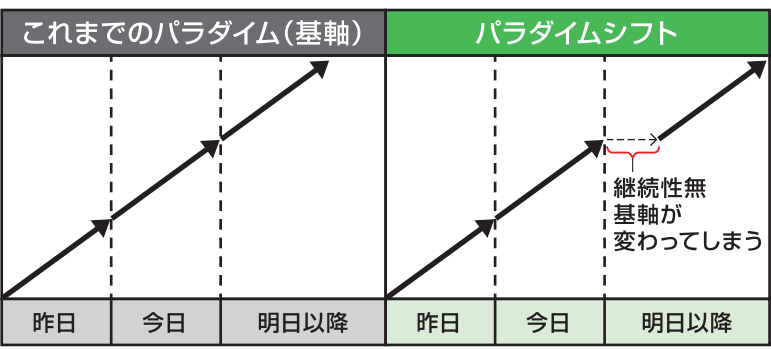 これまでのパラダイム（基軸）
パラダイムシフト
継続性無
基軸が
変わってしまう
昨日
今日
明日以降
昨日
今日
明日以降